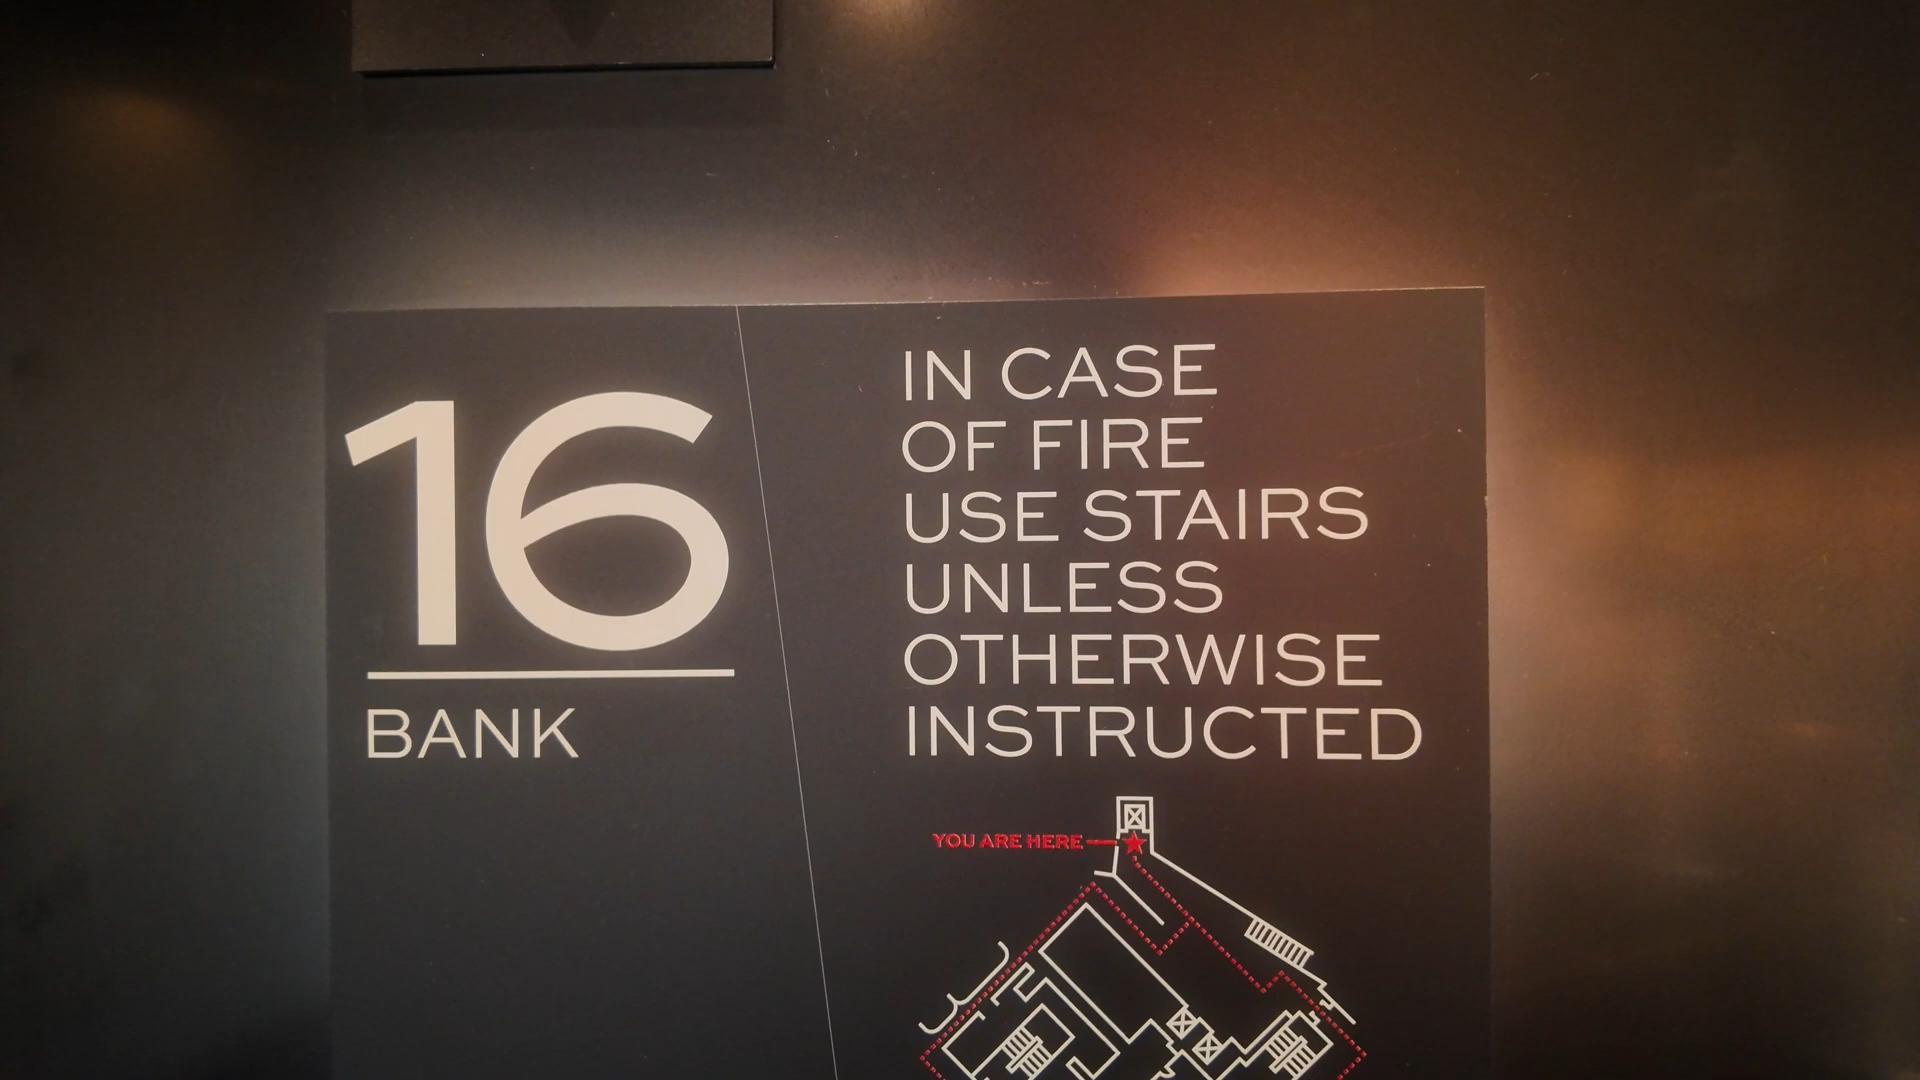 16
BANK
IN CASE
OF FIRE
USE STAIRS
UNLESS
OTHERWISE
INSTRUCTED
YOU ARE HERE